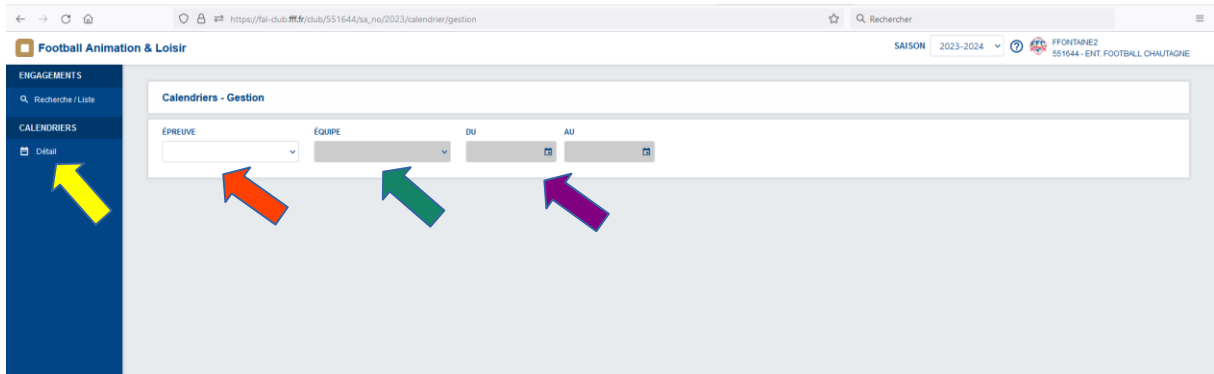 https://fal-club.fff.fr/club/551644/sa_no/2023/calendrier/gestion
Rechercher
Football Animation & Loisir
SAISON
2023-2024
FFONTAINE2
551644 - ENT. FOOTBALL CHAUTAGNE
ENGAGEMENTS
Recherche / Liste
Calendriers - Gestion
CALENDRIERS
Détail
ÉPREUVE
ÉQUIPE
DU
AU